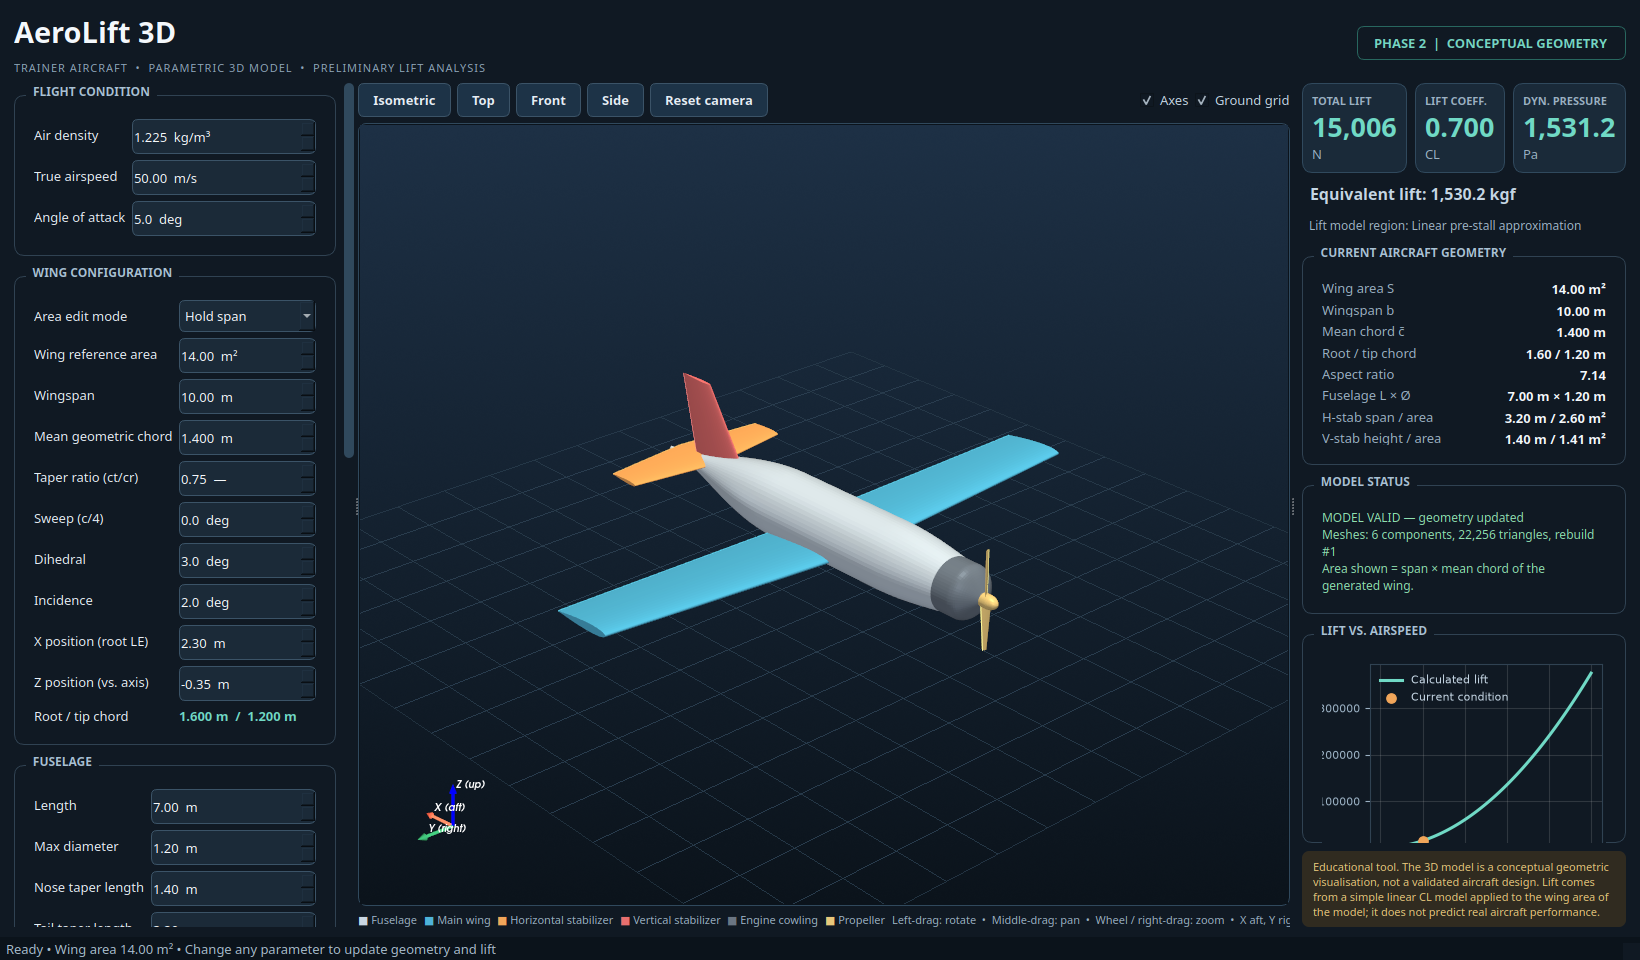 AeroLift 3D
TRAINER AIRCRAFT • PARAMETRIC 3D MODEL • PRELIMINARY LIFT ANALYSIS
PHASE 2 | CONCEPTUAL GEOMETRY
FLIGHT CONDITION
Air density 1.225 kg/m³
True airspeed 50.00 m/s
Angle of attack 5.0 deg
WING CONFIGURATION
Area edit mode Hold span
Wing reference area 14.00 m²
Wingspan 10.00 m
Mean geometric chord 1.400 m
Taper ratio (ct/cr) 0.75 —
Sweep (c/4) 0.0 deg
Dihedral 3.0 deg
Incidence 2.0 deg
X position (root LE) 2.30 m
Z position (vs. axis) -0.35 m
Root / tip chord 1.600 m / 1.200 m
FUSELAGE
Length 7.00 m
Max diameter 1.20 m
Nose taper length 1.40 m
Tail taper length
Isometric Top Front Side Reset camera
✓ Axes ✓ Ground grid
Z (up)
X (aft)
Y (right)
Fuselage Main wing Horizontal stabilizer Vertical stabilizer Engine cowling Propeller Left-drag: rotate • Middle-drag: pan • Wheel / right-drag: zoom • X aft, Y
TOTAL LIFT
15,006
N
LIFT COEFF.
0.700
CL
DYN. PRESSURE
1,531.2
Pa
Equivalent lift: 1,530.2 kgf
Lift model region: Linear pre-stall approximation
CURRENT AIRCRAFT GEOMETRY
Wing area S 14.00 m²
Wingspan b 10.00 m
Mean chord c̄ 1.400 m
Root / tip chord 1.60 / 1.20 m
Aspect ratio 7.14
Fuselage L × Ø 7.00 m × 1.20 m
H-stab span / area 3.20 m / 2.60 m²
V-stab height / area 1.40 m / 1.41 m²
MODEL STATUS
MODEL VALID — geometry updated
Meshes: 6 components, 22,256 triangles, rebuild
#1
Area shown = span × mean chord of the
generated wing.
LIFT VS. AIRSPEED
Calculated lift
Current condition
300000
200000
100000
Educational tool. The 3D model is a conceptual geometric
visualisation, not a validated aircraft design. Lift comes
from a simple linear CL model applied to the wing area of
the model; it does not predict real aircraft performance.
Ready • Wing area 14.00 m² • Change any parameter to update geometry and lift